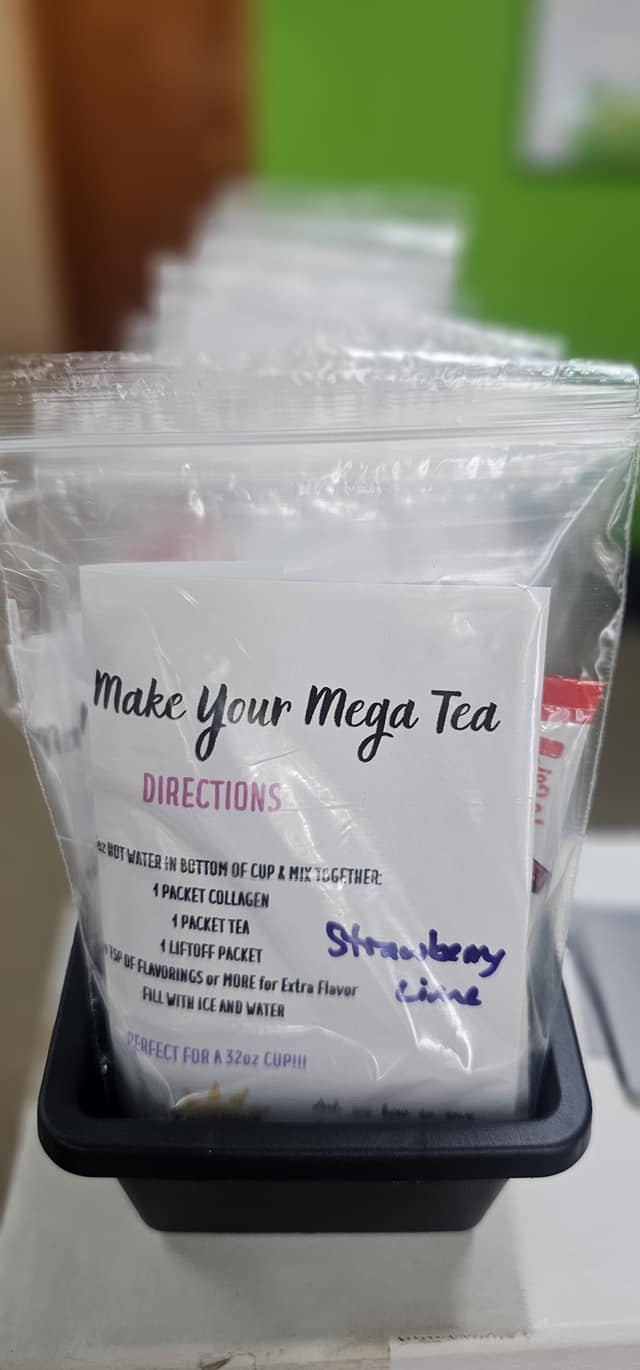 Make Your Mega Tea
DIRECTIONS
oz HOT WATER IN BOTTOM OF CUP & MIX TOGETHER:
1 PACKET COLLAGEN
1 PACKET TEA
1 LIFTOFF PACKET
TSP OF FLAVORINGS or MORE for Extra Flavor
FILL WITH ICE AND WATER
Strawberry
Lime
PERFECT FOR A 32oz CUP!!!